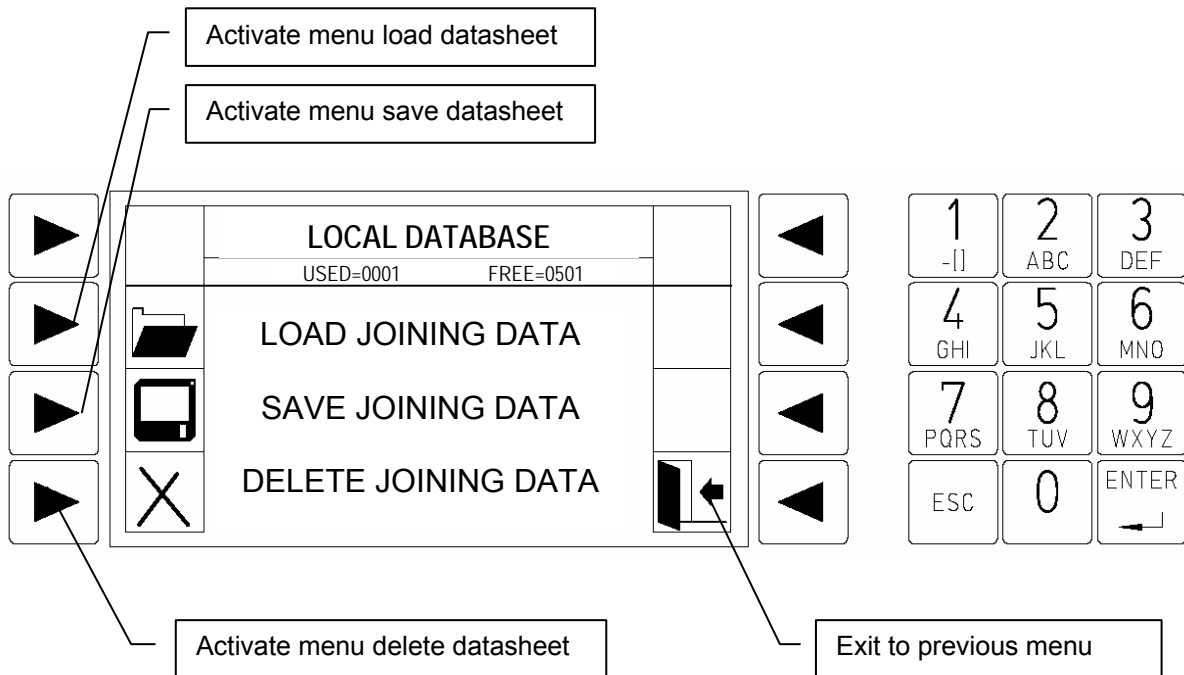 Activate menu load datasheet
Activate menu save datasheet
LOCAL DATABASE
USED=0001 FREE=0501
LOAD JOINING DATA
SAVE JOINING DATA
DELETE JOINING DATA
1 2 3
-[] ABC DEF
4 5 6
GHI JKL MNO
7 8 9
PQRS TUV WXYZ
ESC 0 ENTER
Activate menu delete datasheet
Exit to previous menu